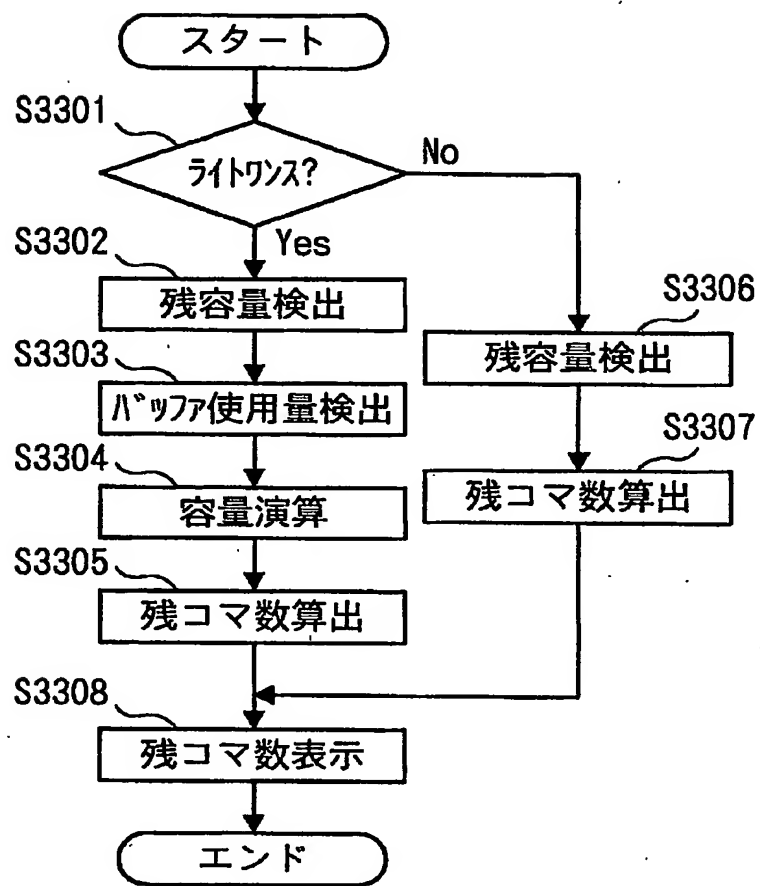 スタート
S3301
ライトワンス?
No
Yes
S3302
残容量検出
S3303
バッファ使用量検出
S3304
容量演算
S3305
残コマ数算出
S3306
残容量検出
S3307
残コマ数算出
S3308
残コマ数表示
エンド